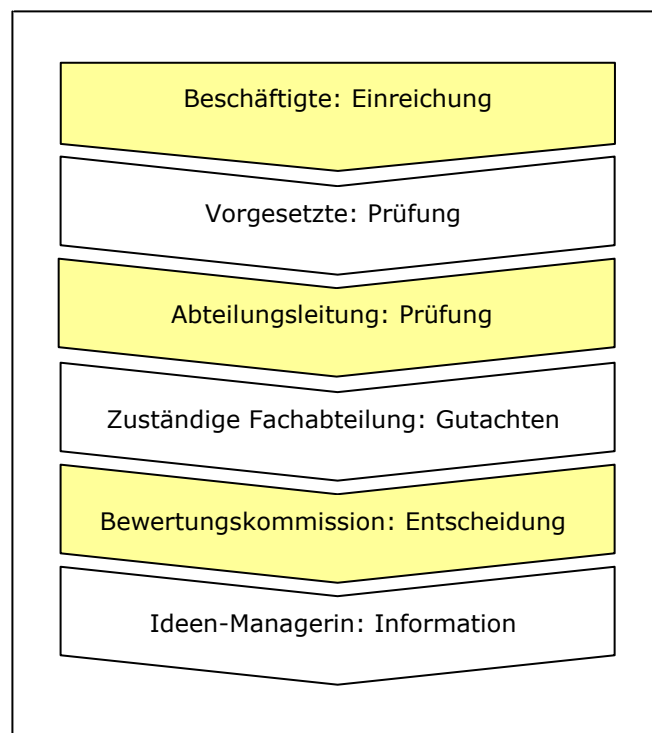 Beschäftigte: Einreichung
Vorgesetzte: Prüfung
Abteilungsleitung: Prüfung
Zuständige Fachabteilung: Gutachten
Bewertungskommission: Entscheidung
Ideen-Managerin: Information